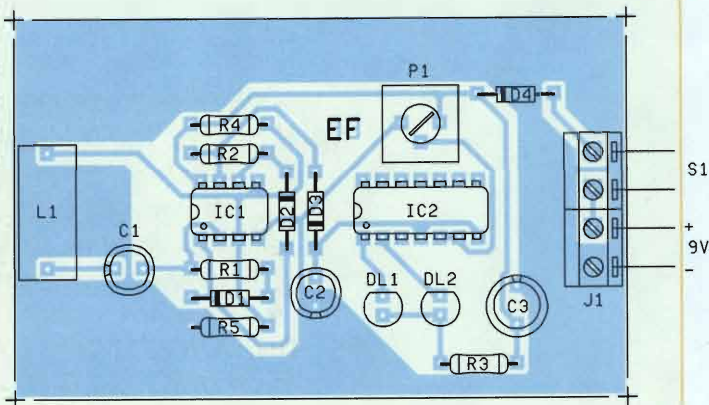 P1
D4
R4
EF
R2
S1
L1
C1
IC1
D2
D3
IC2
+
9V
-
R1
DL1
DL2
D1
C2
C3
J1
R5
R3